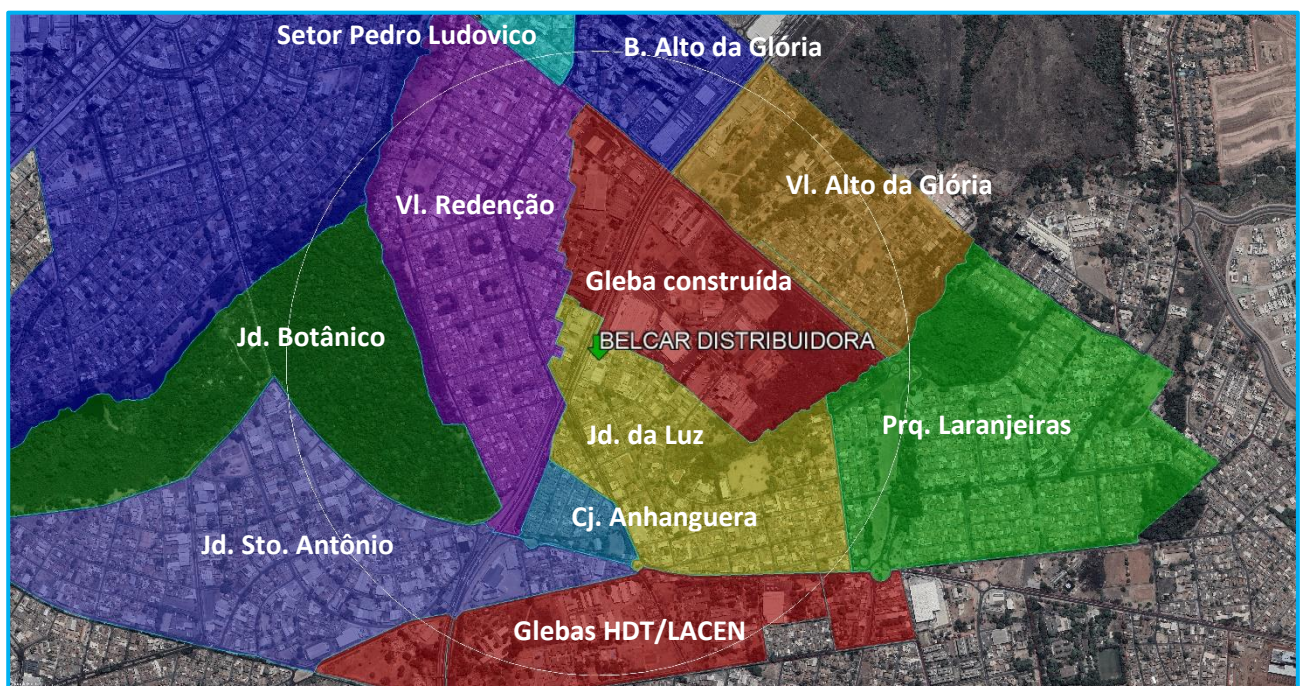 Setor Pedro Ludovico
B. Alto da Glória
Vl. Alto da Glória
Vl. Redenção
Gleba construída
Jd. Botânico
BELCAR DISTRIBUIDORA
Jd. da Luz
Prq. Laranjeiras
Cj. Anhanguera
Jd. Sto. Antônio
Glebas HDT/LACEN